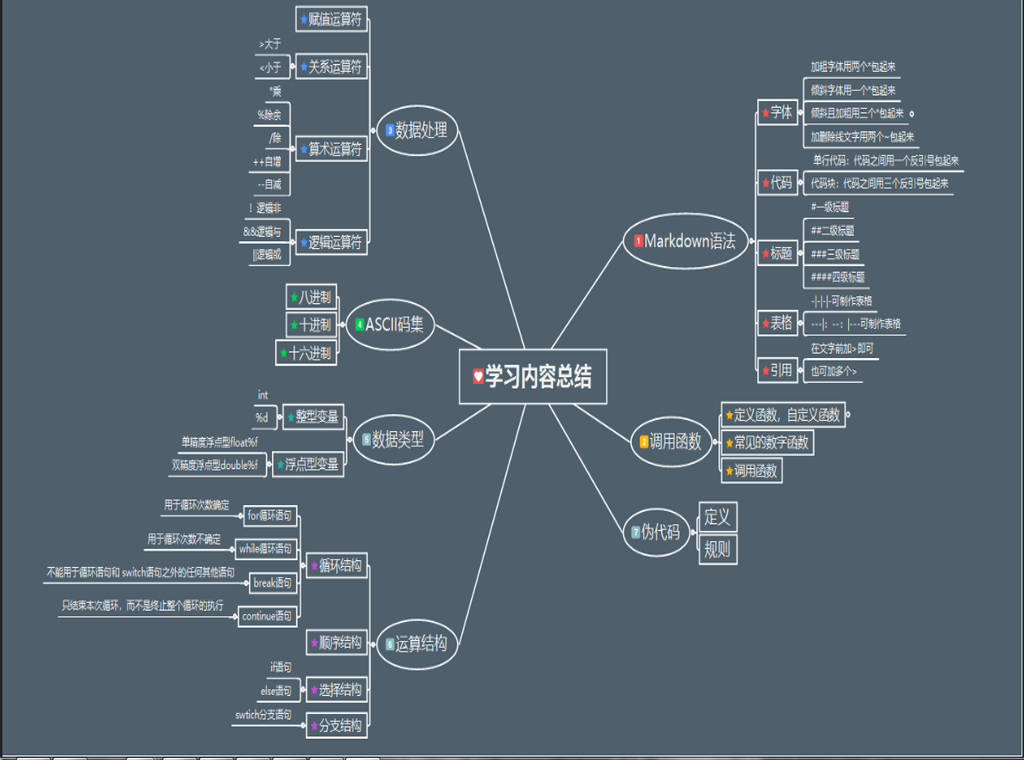 学习内容总结
1 Markdown语法
字体
加粗字体用两个*包起来
倾斜字体用一个*包起来
倾斜且加粗用三个*包起来
加删除线文字用两个~包起来
代码
单行代码：代码之间用一个反引号包起来
代码块：代码之间用三个反引号包起来
标题
#一级标题
##二级标题
###三级标题
####四级标题
表格
-|-|-|-可制作表格
---|：--：|---可制作表格
引用
在文字前加>即可
也可加多个>
2 调用函数
定义函数，自定义函数
常见的数字函数
调用函数
7 伪代码
定义
规则
3 数据处理
赋值运算符
关系运算符
>大于
<小于
算术运算符
*乘
%除余
/除
++自增
--自减
逻辑运算符
！逻辑非
&&逻辑与
||逻辑或
4 ASCII码集
八进制
十进制
十六进制
5 数据类型
整型变量
int
%d
浮点型变量
单精度浮点型float%f
双精度浮点型double%f
6 运算结构
循环结构
for循环语句
用于循环次数确定
while循环语句
用于循环次数不确定
break语句
不能用于循环语句和 switch语句之外的任何其他语句
continue语句
只结束本次循环，而不是终止整个循环的执行
顺序结构
选择结构
if语句
else语句
分支结构
swtich分支语句